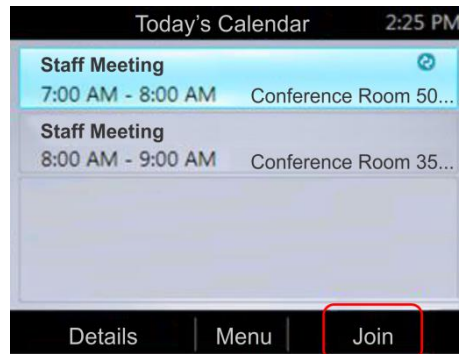 Today's Calendar 2:25 PM
Staff Meeting
7:00 AM - 8:00 AM Conference Room 50...
Staff Meeting
8:00 AM - 9:00 AM Conference Room 35...
Details Menu Join